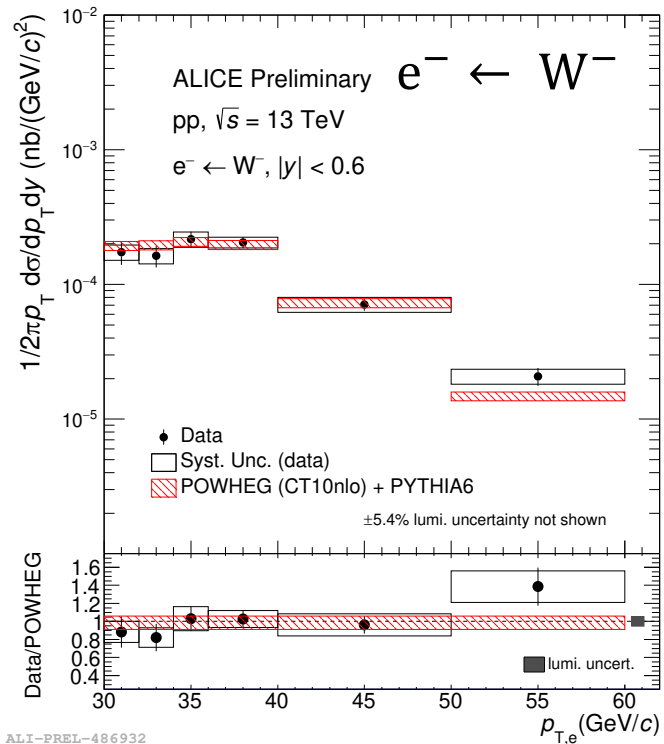 10⁻²
ALICE Preliminary e⁻ ← W⁻
pp, √s = 13 TeV
e⁻ ← W⁻, |y| < 0.6
10⁻³
10⁻⁴
10⁻⁵
1/2πp_T dσ/dp_Tdy (nb/(GeV/c)²)
Data
Syst. Unc. (data)
POWHEG (CT10nlo) + PYTHIA6
±5.4% lumi. uncertainty not shown
Data/POWHEG
1.6
1.4
1.2
1
0.8
0.6
0.4
lumi. uncert.
30 35 40 45 50 55 60
p_T,e (GeV/c)
ALI-PREL-486932